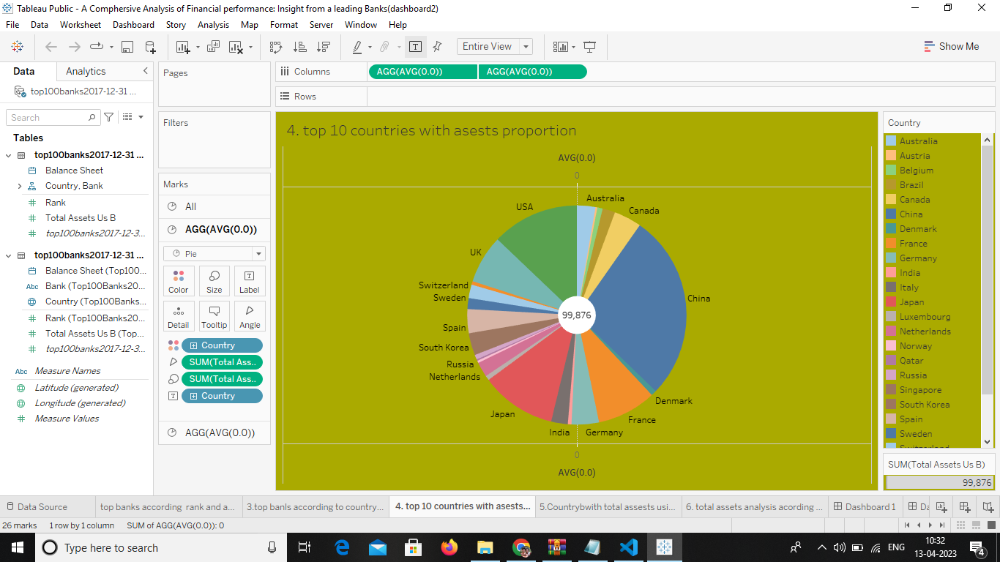 Tableau Public - A Comphersive Analysis of Financial performance: Insight from a leading Banks(dashboard2)
File Data Worksheet Dashboard Story Analysis Map Format Server Window Help
Entire View
Show Me
Data Analytics
top100banks2017-12-31 ...
Search
Tables
top100banks2017-12-31 ...
Balance Sheet
Country, Bank
Rank
Total Assets Us B
top100banks2017-12-3...
top100banks2017-12-31 ...
Balance Sheet (Top100...
Abc Bank (Top100Banks20...
Country (Top100Banks...
Rank (Top100Banks20...
Total Assets Us B (Top...
top100banks2017-12-3...
Abc Measure Names
Latitude (generated)
Longitude (generated)
Measure Values
Pages
Filters
Marks
All
AGG(AVG(0.0))
Pie
Color Size Label
Detail Tooltip Angle
Country
SUM(Total Ass..
SUM(Total Ass..
Country
AGG(AVG(0.0))
Columns AGG(AVG(0.0)) AGG(AVG(0.0))
Rows
4. top 10 countries with asests proportion
AVG(0.0)
0
Australia
USA
Canada
UK
Switzerland
Sweden
China
99,876
Spain
South Korea
Russia
Netherlands
Denmark
Japan
France
India
Germany
0
AVG(0.0)
Country
Australia
Austria
Belgium
Brazil
Canada
China
Denmark
France
Germany
India
Italy
Japan
Luxembourg
Netherlands
Norway
Qatar
Russia
Singapore
South Korea
Spain
Sweden
Switzerland
SUM(Total Assets Us B)
99,876
Data Source top banks according rank and a... 3.top banls according to country... 4. top 10 countries with asests... 5.Countrybwith total assests usi... 6. total assets analysis acording ... Dashboard 1 Da
26 marks 1 row by 1 column SUM of AGG(AVG(0.0)): 0
Type here to search
ENG
10:32
13-04-2023
4